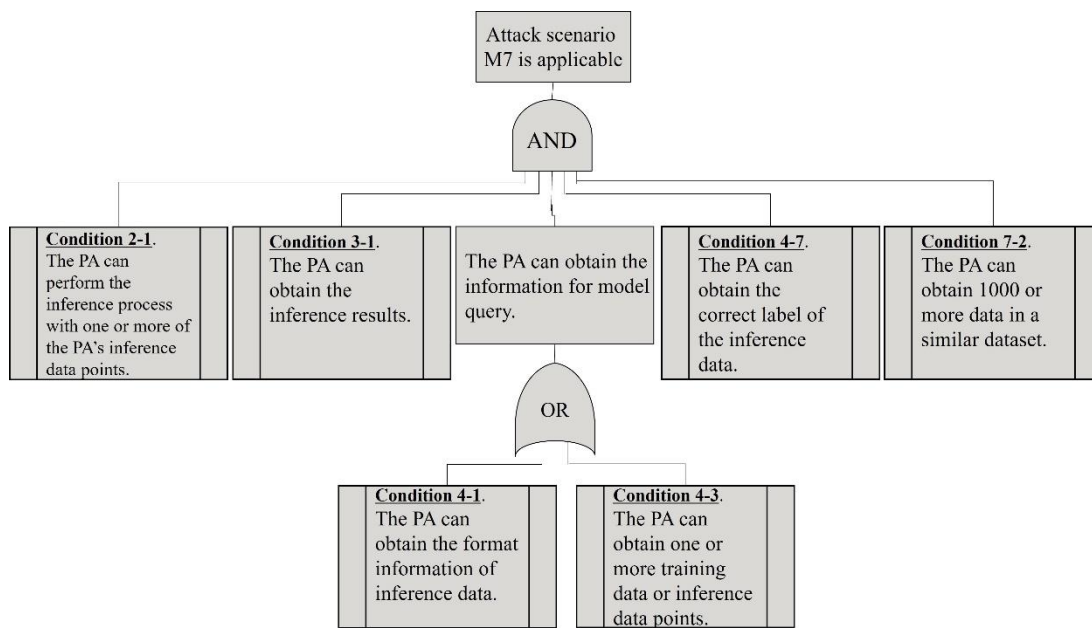 Attack scenario
M7 is applicable
AND
Condition 2-1.
The PA can
perform the
inference process
with one or more of
the PA's inference
data points.
Condition 3-1.
The PA can
obtain the
inference results.
The PA can obtain the
information for model
query.
Condition 4-7.
The PA can
obtain the
correct label of
the inference
data.
Condition 7-2.
The PA can
obtain 1000 or
more data in a
similar dataset.
OR
Condition 4-1.
The PA can
obtain the format
information of
inference data.
Condition 4-3.
The PA can
obtain one or
more training
data or inference
data points.